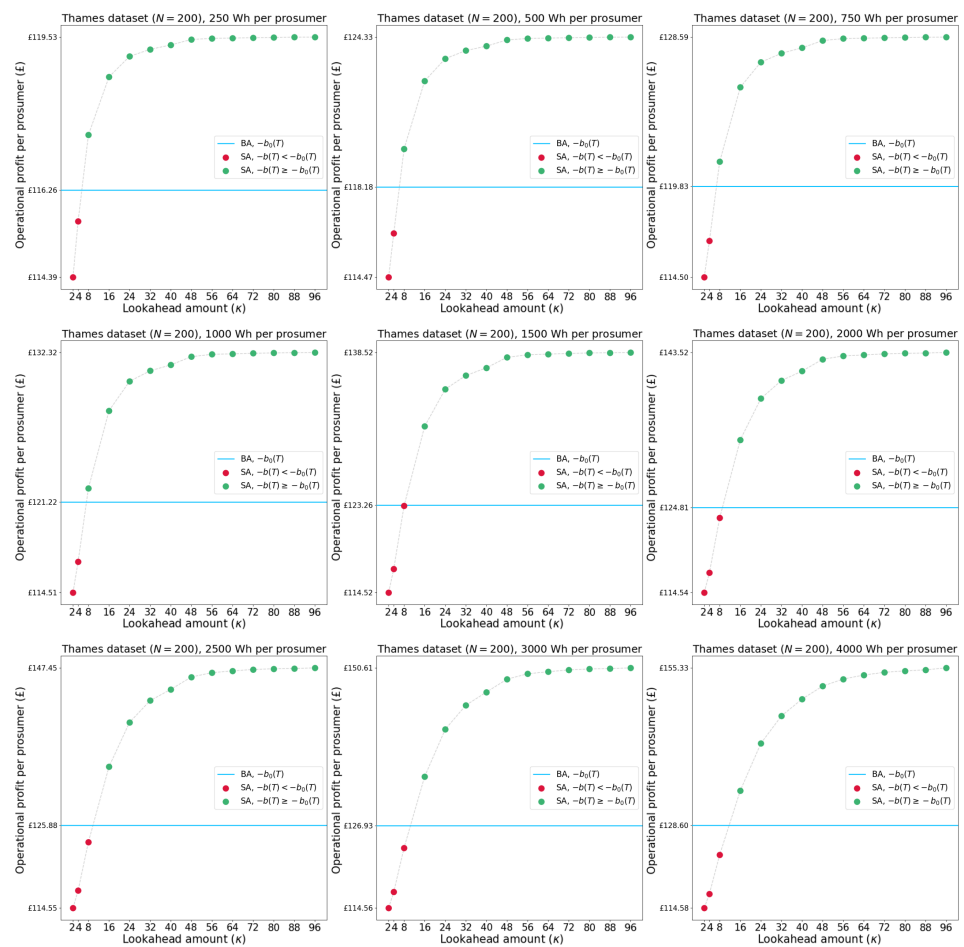 Thames dataset (N = 200), 250 Wh per prosumer
Operational profit per prosumer (£)
£119.53
£116.26
£114.39
BA, −b₀(T)
SA, −b(T) < −b₀(T)
SA, −b(T) ≥ −b₀(T)
2 4 8 16 24 32 40 48 56 64 72 80 88 96
Lookahead amount (κ)
Thames dataset (N = 200), 500 Wh per prosumer
Operational profit per prosumer (£)
£124.33
£118.18
£114.47
BA, −b₀(T)
SA, −b(T) < −b₀(T)
SA, −b(T) ≥ −b₀(T)
2 4 8 16 24 32 40 48 56 64 72 80 88 96
Lookahead amount (κ)
Thames dataset (N = 200), 750 Wh per prosumer
Operational profit per prosumer (£)
£128.59
£119.83
£114.50
BA, −b₀(T)
SA, −b(T) < −b₀(T)
SA, −b(T) ≥ −b₀(T)
2 4 8 16 24 32 40 48 56 64 72 80 88 96
Lookahead amount (κ)
Thames dataset (N = 200), 1000 Wh per prosumer
Operational profit per prosumer (£)
£132.32
£121.22
£114.51
BA, −b₀(T)
SA, −b(T) < −b₀(T)
SA, −b(T) ≥ −b₀(T)
2 4 8 16 24 32 40 48 56 64 72 80 88 96
Lookahead amount (κ)
Thames dataset (N = 200), 1500 Wh per prosumer
Operational profit per prosumer (£)
£138.52
£123.26
£114.52
BA, −b₀(T)
SA, −b(T) < −b₀(T)
SA, −b(T) ≥ −b₀(T)
2 4 8 16 24 32 40 48 56 64 72 80 88 96
Lookahead amount (κ)
Thames dataset (N = 200), 2000 Wh per prosumer
Operational profit per prosumer (£)
£143.52
£124.81
£114.54
BA, −b₀(T)
SA, −b(T) < −b₀(T)
SA, −b(T) ≥ −b₀(T)
2 4 8 16 24 32 40 48 56 64 72 80 88 96
Lookahead amount (κ)
Thames dataset (N = 200), 2500 Wh per prosumer
Operational profit per prosumer (£)
£147.45
£125.88
£114.55
BA, −b₀(T)
SA, −b(T) < −b₀(T)
SA, −b(T) ≥ −b₀(T)
2 4 8 16 24 32 40 48 56 64 72 80 88 96
Lookahead amount (κ)
Thames dataset (N = 200), 3000 Wh per prosumer
Operational profit per prosumer (£)
£150.61
£126.93
£114.56
BA, −b₀(T)
SA, −b(T) < −b₀(T)
SA, −b(T) ≥ −b₀(T)
2 4 8 16 24 32 40 48 56 64 72 80 88 96
Lookahead amount (κ)
Thames dataset (N = 200), 4000 Wh per prosumer
Operational profit per prosumer (£)
£155.33
£128.60
£114.58
BA, −b₀(T)
SA, −b(T) < −b₀(T)
SA, −b(T) ≥ −b₀(T)
2 4 8 16 24 32 40 48 56 64 72 80 88 96
Lookahead amount (κ)